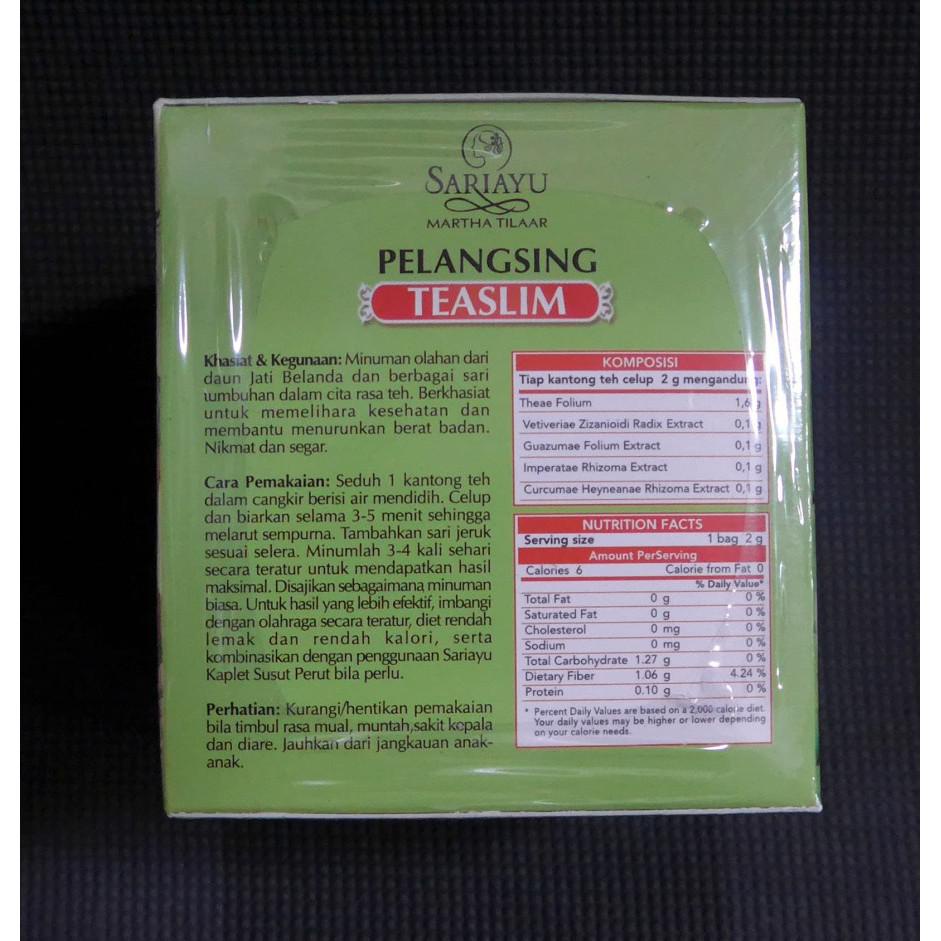 SARIAYU
MARTHA TILAAR
PELANGSING
TEASLIM
Khasiat & Kegunaan: Minuman olahan dari
daun Jati Belanda dan berbagai sari
tumbuhan dalam cita rasa teh. Berkhasiat
untuk memelihara kesehatan dan
membantu menurunkan berat badan.
Nikmat dan segar.
Cara Pemakaian: Seduh 1 kantong teh
dalam cangkir berisi air mendidih. Celup
dan biarkan selama 3-5 menit sehingga
melarut sempurna. Tambahkan sari jeruk
sesuai selera. Minumlah 3-4 kali sehari
secara teratur untuk mendapatkan hasil
maksimal. Disajikan sebagaimana minuman
biasa. Untuk hasil yang lebih efektif, imbangi
dengan olahraga secara teratur, diet rendah
lemak dan rendah kalori, serta
kombinasikan dengan penggunaan Sariayu
Kaplet Susut Perut bila perlu.
Perhatian: Kurangi/hentikan pemakaian
bila timbul rasa mual, muntah,sakit kepala
dan diare. Jauhkan dari jangkauan anak-
anak.
KOMPOSISI
Tiap kantong teh celup 2 g mengandung:
Theae Folium 1,6 g
Vetiveriae Zizanioidi Radix Extract 0,1 g
Guazumae Folium Extract 0,1 g
Imperatae Rhizoma Extract 0,1 g
Curcumae Heyneanae Rhizoma Extract 0,1 g
NUTRITION FACTS
Serving size 1 bag 2 g
Amount PerServing
Calories 6 Calorie from Fat 0
% Daily Value*
Total Fat 0 g 0 %
Saturated Fat 0 g 0 %
Cholesterol 0 mg 0 %
Sodium 0 mg 0 %
Total Carbohydrate 1.27 g 0 %
Dietary Fiber 1.06 g 4.24 %
Protein 0.10 g 0 %
* Percent Daily Values are based on a 2,000 calorie diet.
Your daily values may be higher or lower depending
on your calorie needs.